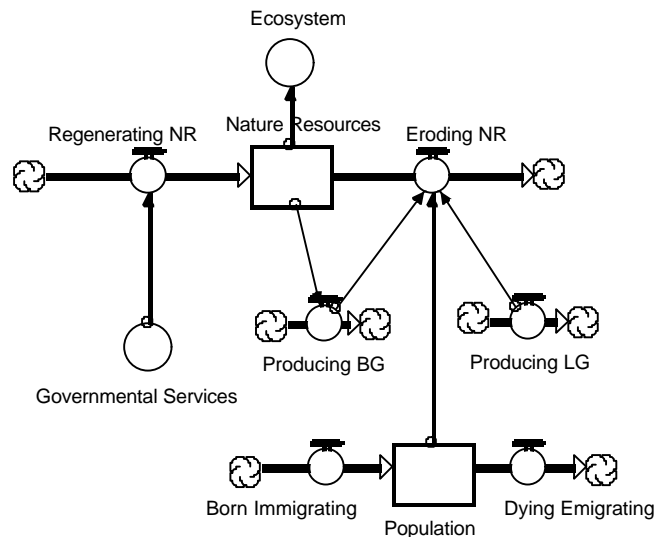 Ecosystem
Regenerating NR
Nature Resources
Eroding NR
Producing BG
Producing LG
Governmental Services
Born Immigrating
Dying Emigrating
Population